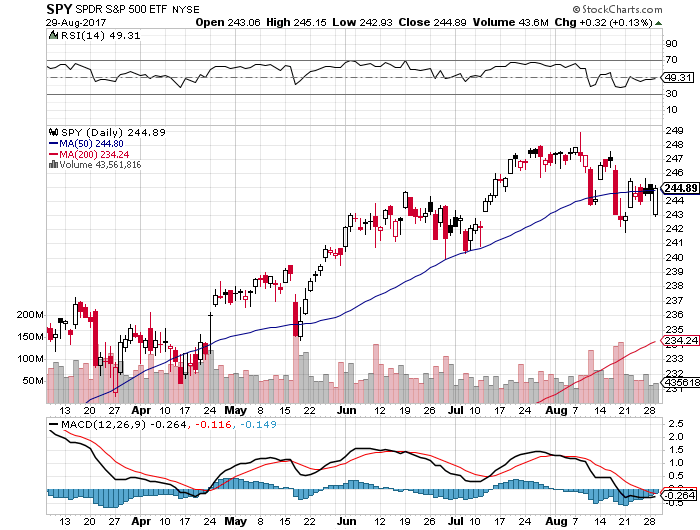 SPY SPDR S&P 500 ETF NYSE © StockCharts.com
29-Aug-2017 Open 243.06 High 245.15 Low 242.93 Close 244.89 Volume 43.6M Chg +0.32 (+0.13%)
RSI(14) 49.31
90
70
50
49.31
30
10
SPY (Daily) 244.89
MA(50) 244.80
MA(200) 234.24
Volume 43,561,816
249
248
247
246
245
244.89
244
243
242
241
240
239
238
237
236
235
234.24
233
232
231
200M
150M
100M
50M
43561816
13 20 27 Apr 10 17 24 May 8 15 22 Jun 12 19 26 Jul 10 17 24 Aug 7 14 21 28
MACD(12,26,9) -0.264, -0.116, -0.149
2.5
2.0
1.5
1.0
0.5
0.0
-0.264
-0.5
13 20 27 Apr 10 17 24 May 8 15 22 Jun 12 19 26 Jul 10 17 24 Aug 7 14 21 28